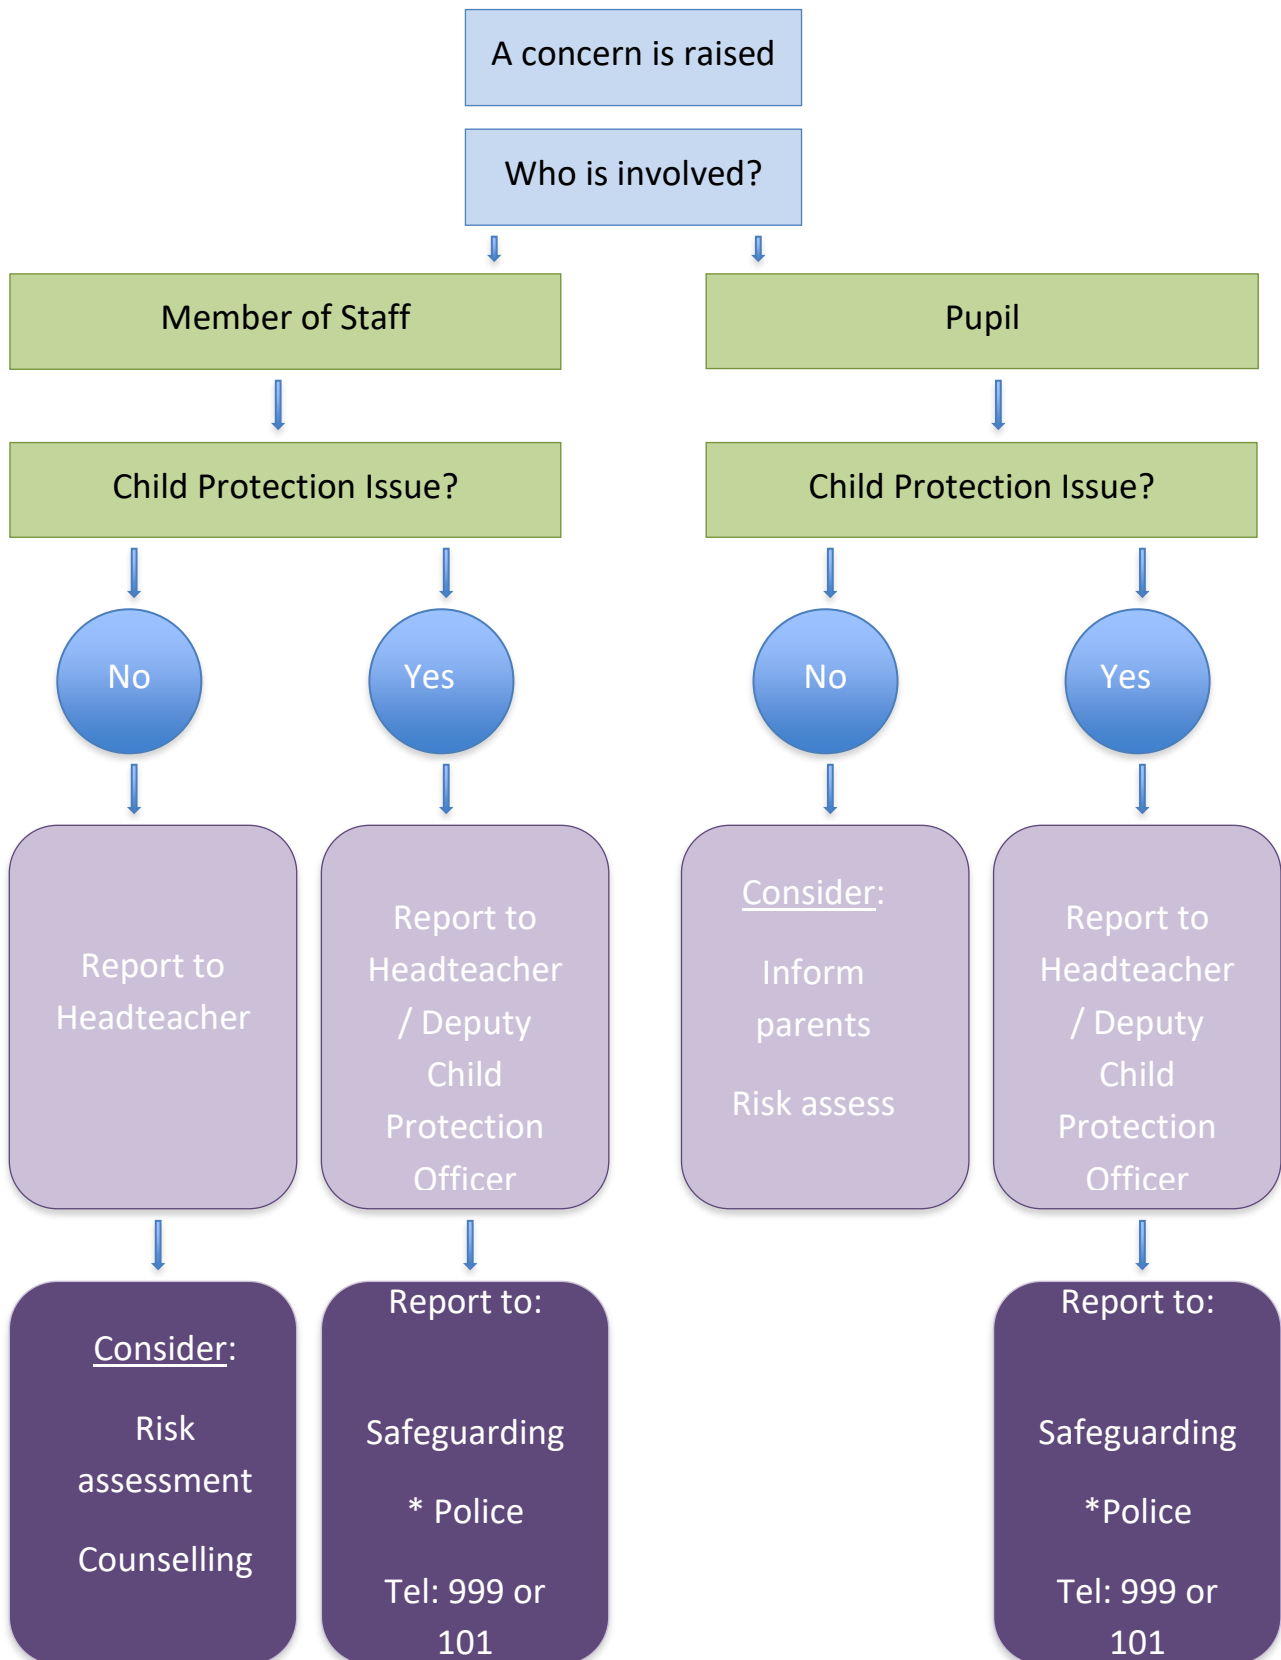 A concern is raised
Who is involved?
Member of Staff
Pupil
Child Protection Issue?
Child Protection Issue?
No
Yes
No
Yes
Report to
Headteacher
Report to
Headteacher
/ Deputy
Child
Protection
Officer
Consider:
Inform
parents
Risk assess
Report to
Headteacher
/ Deputy
Child
Protection
Officer
Consider:
Risk
assessment
Counselling
Report to:
Safeguarding
* Police
Tel: 999 or
101
Report to:
Safeguarding
*Police
Tel: 999 or
101